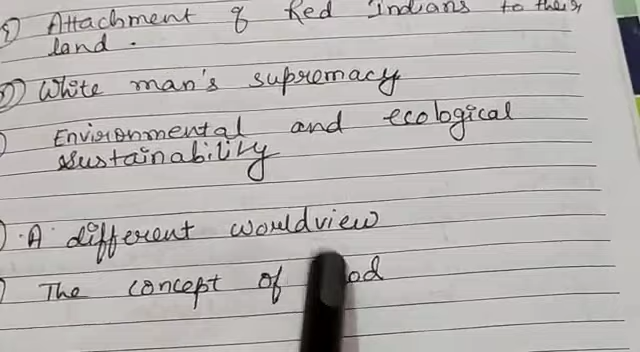 Attachment of Red Indians to their
land.
White man's supremacy
Environmental and ecological
sustainability
A different worldview
The concept of